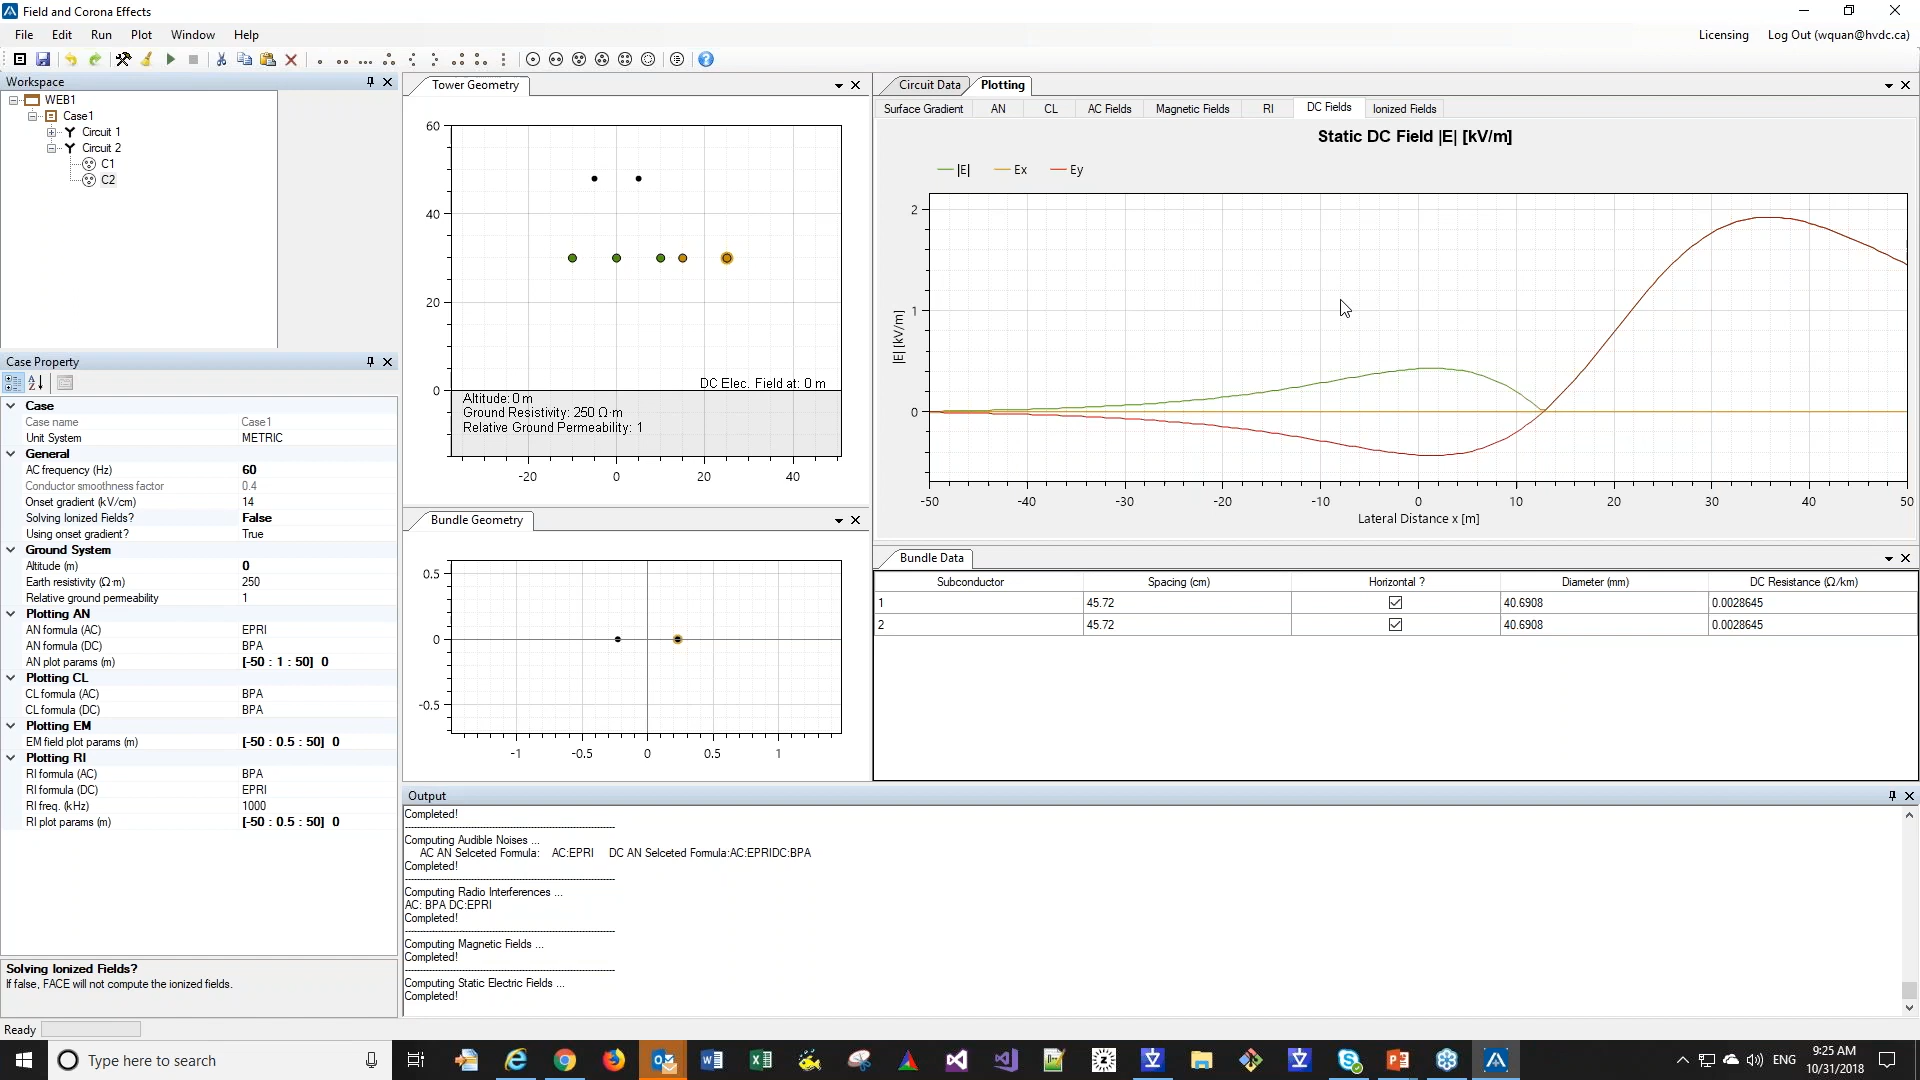 Field and Corona Effects
File Edit Run Plot Window Help
Licensing Log Out (wquan@hvdc.ca)
Workspace
WEB1
Case1
Circuit 1
Circuit 2
C1
C2
Case Property
Case
Case name Case1
Unit System METRIC
General
AC frequency (Hz) 60
Conductor smoothness factor 0.4
Onset gradient (kV/cm) 14
Solving Ionized Fields? False
Using onset gradient? True
Ground System
Altitude (m) 0
Earth resistivity (Ω·m) 250
Relative ground permeability 1
Plotting AN
AN formula (AC) EPRI
AN formula (DC) BPA
AN plot params (m) [-50 : 1 : 50] 0
Plotting CL
CL formula (AC) BPA
CL formula (DC) BPA
Plotting EM
EM field plot params (m) [-50 : 0.5 : 50] 0
Plotting RI
RI formula (AC) BPA
RI formula (DC) EPRI
RI freq. (kHz) 1000
RI plot params (m) [-50 : 0.5 : 50] 0
Solving Ionized Fields?
If false, FACE will not compute the ionized fields.
Ready
Tower Geometry
60
40
20
0
DC Elec. Field at: 0 m
Altitude: 0 m
Ground Resistivity: 250 Ω·m
Relative Ground Permeability: 1
-20 0 20 40
Bundle Geometry
0.5
0
-0.5
-1 -0.5 0 0.5 1
Circuit Data Plotting
Surface Gradient AN CL AC Fields Magnetic Fields RI DC Fields Ionized Fields
Static DC Field |E| [kV/m]
|E| Ex Ey
2
1
0
|E| [kV/m]
-50 -40 -30 -20 -10 0 10 20 30 40 50
Lateral Distance x [m]
Bundle Data
Subconductor Spacing (cm) Horizontal ? Diameter (mm) DC Resistance (Ω/km)
1 45.72 40.6908 0.0028645
2 45.72 40.6908 0.0028645
Output
Completed!
Computing Audible Noises ...
AC AN Selceted Formula: AC:EPRI DC AN Selceted Formula:AC:EPRIDC:BPA
Completed!
Computing Radio Interferences ...
AC: BPA DC:EPRI
Completed!
Computing Magnetic Fields ...
Completed!
Computing Static Electric Fields ...
Completed!
Type here to search
ENG
9:25 AM
10/31/2018